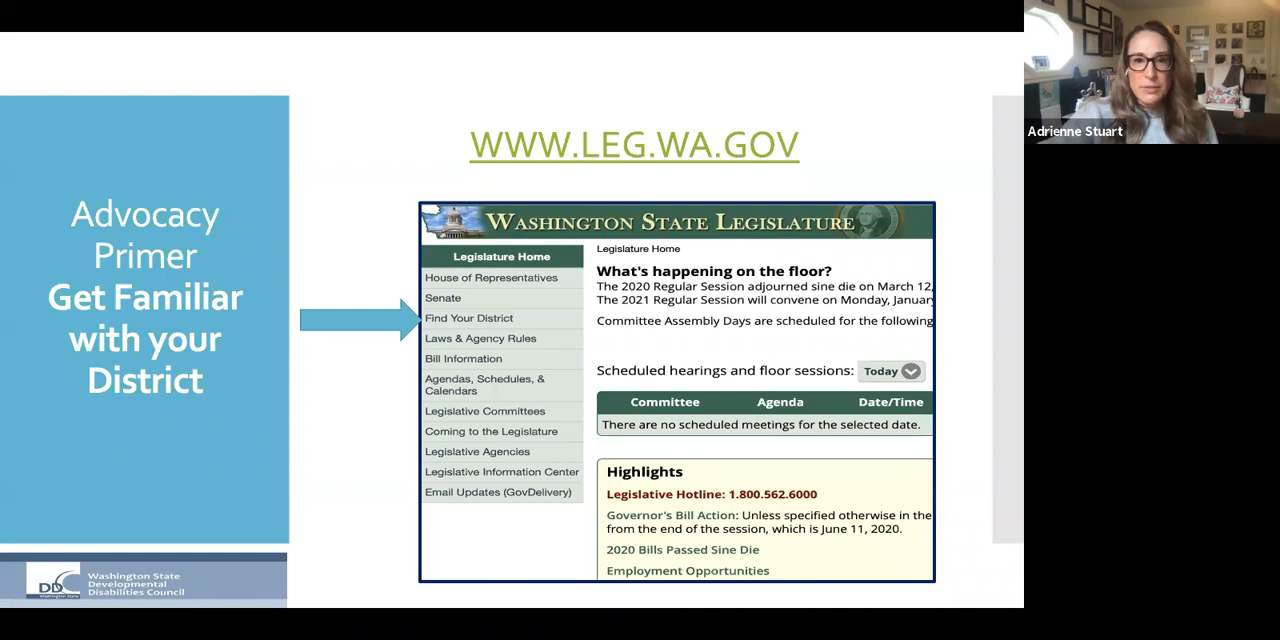 WWW.LEG.WA.GOV
Advocacy
Primer
Get Familiar
with your
District
WASHINGTON STATE LEGISLATURE
Legislature Home
House of Representatives
Senate
Find Your District
Laws & Agency Rules
Bill Information
Agendas, Schedules, &
Calendars
Legislative Committees
Coming to the Legislature
Legislative Agencies
Legislative Information Center
Email Updates (GovDelivery)
Legislature Home
What's happening on the floor?
The 2020 Regular Session adjourned sine die on March 12,
The 2021 Regular Session will convene on Monday, January
Committee Assembly Days are scheduled for the following
Scheduled hearings and floor sessions: Today
Committee Agenda Date/Time
There are no scheduled meetings for the selected date.
Highlights
Legislative Hotline: 1.800.562.6000
Governor's Bill Action: Unless specified otherwise in the
from the end of the session, which is June 11, 2020.
2020 Bills Passed Sine Die
Employment Opportunities
DDC
Washington State
Developmental
Disabilities Council
Adrienne Stuart